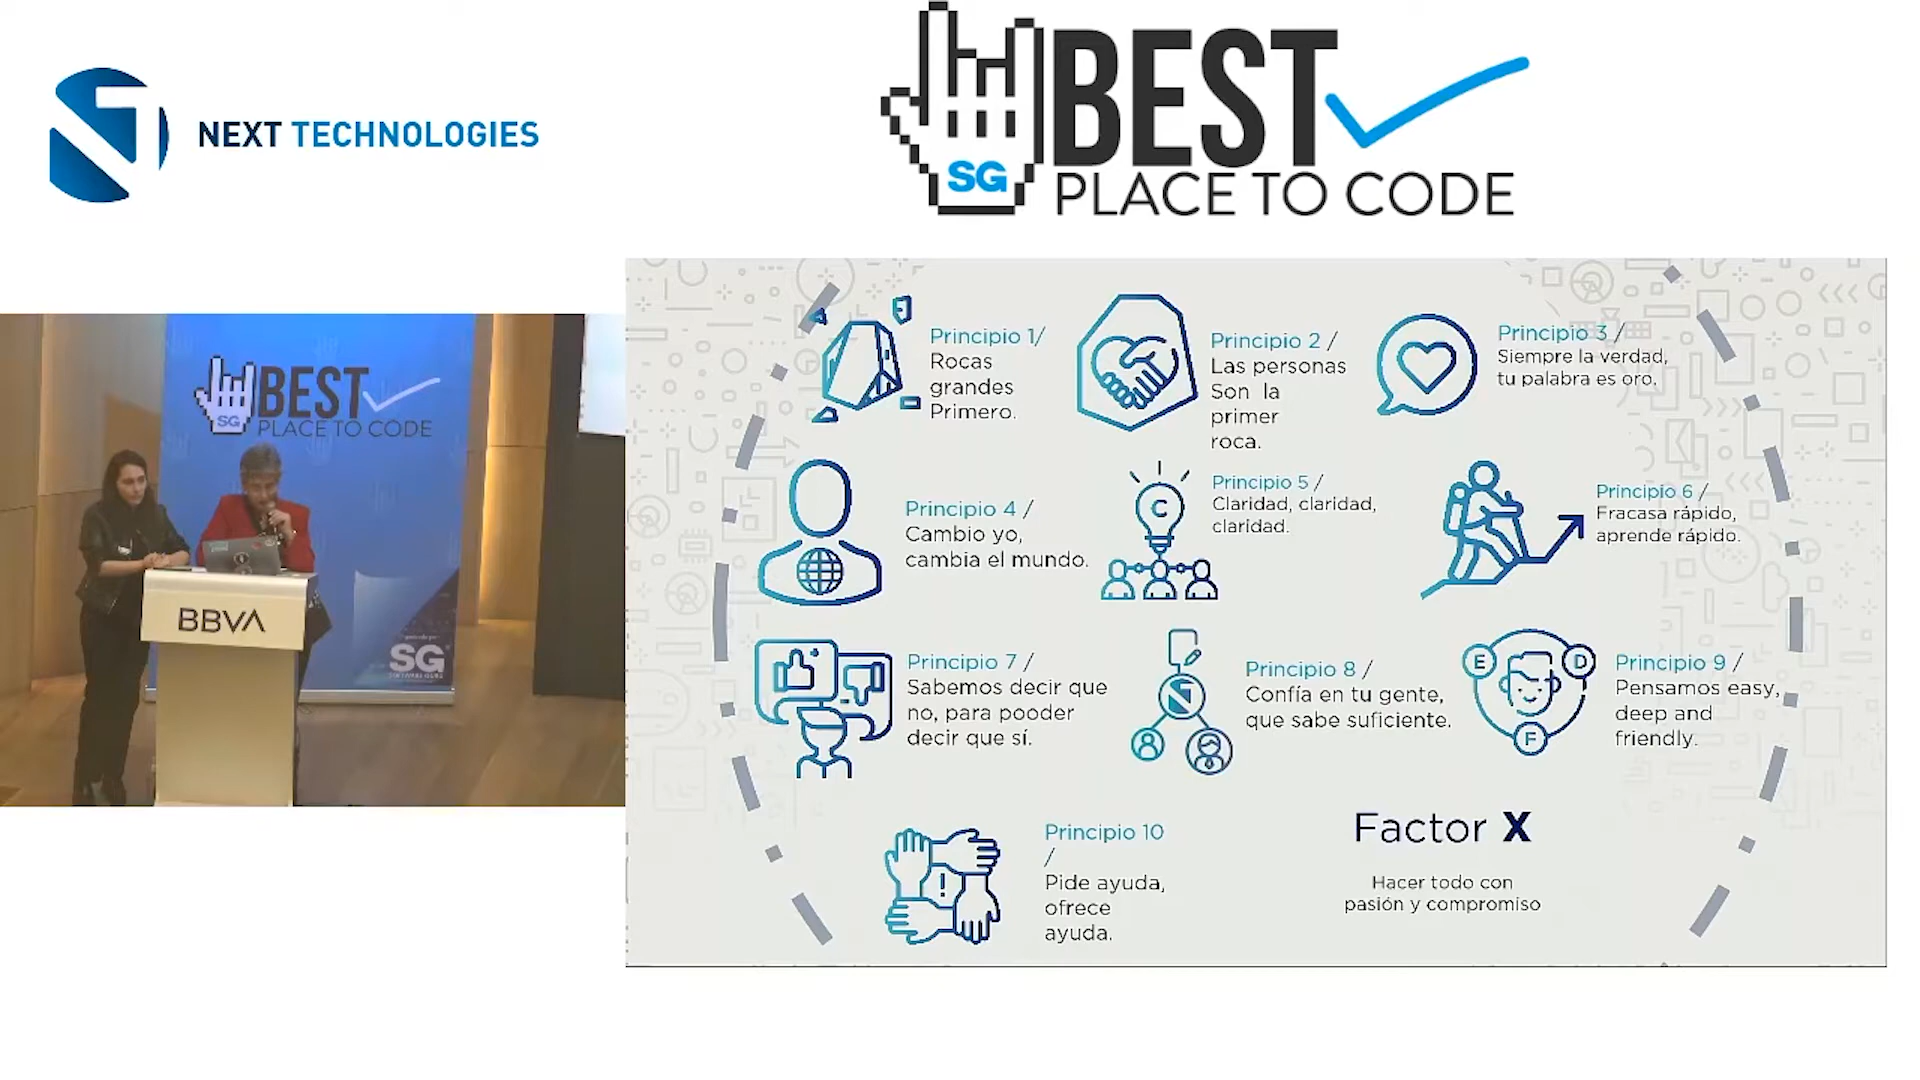 NEXT TECHNOLOGIES
BEST
SG
PLACE TO CODE
BEST
SG
PLACE TO CODE
BBVA
SG
Principio 1/
Rocas
grandes
Primero.
Principio 2 /
Las personas
Son la
primer
roca.
Principio 3 /
Siempre la verdad,
tu palabra es oro.
Principio 4 /
Cambio yo,
cambia el mundo.
C
Principio 5 /
Claridad, claridad,
claridad.
Principio 6 /
Fracasa rápido,
aprende rápido.
Principio 7 /
Sabemos decir que
no, para pooder
decir que sí.
Principio 8 /
Confía en tu gente,
que sabe suficiente.
E
D
F
Principio 9 /
Pensamos easy,
deep and
friendly.
Principio 10
/
Pide ayuda,
ofrece
ayuda.
Factor X
Hacer todo con
pasión y compromiso